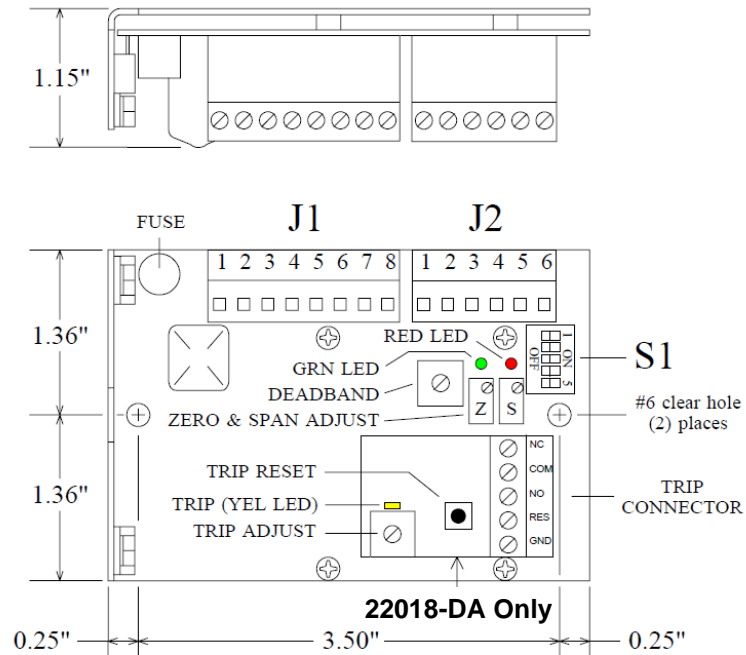 1.15"
J1
J2
FUSE
1 2 3 4 5 6 7 8
1 2 3 4 5 6
1.36"
RED LED
GRN LED
DEADBAND
ZERO & SPAN ADJUST
Z
S
1 ON 5
OFF
S1
#6 clear hole
(2) places
1.36"
TRIP RESET
TRIP (YEL LED)
TRIP ADJUST
NC
COM
NO
RES
GND
TRIP
CONNECTOR
22018-DA Only
0.25"
3.50"
0.25"